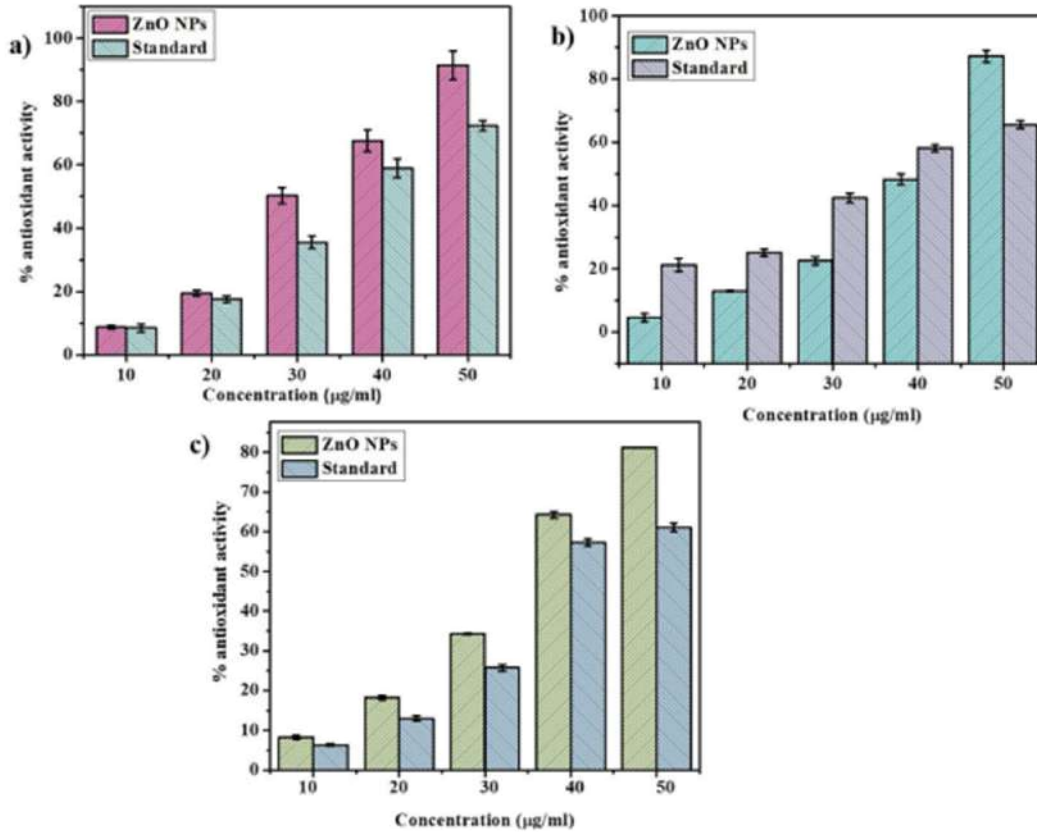 a)
ZnO NPs
Standard
% antioxidant activity
100
80
60
40
20
0
10 20 30 40 50
Concentration (μg/ml)
b)
ZnO NPs
Standard
% antioxidant activity
100
80
60
40
20
0
10 20 30 40 50
Concentration (μg/ml)
c)
ZnO NPs
Standard
% antioxidant activity
80
70
60
50
40
30
20
10
0
10 20 30 40 50
Concentration (μg/ml)